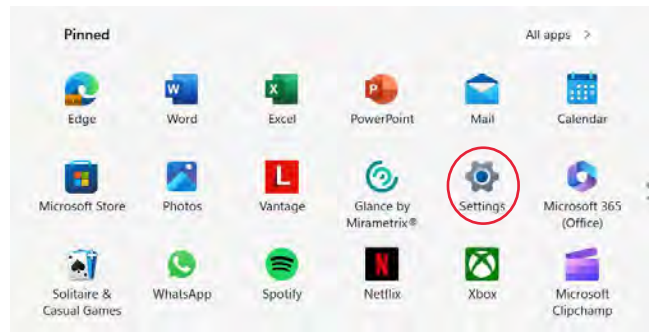 Pinned
All apps >
Edge
Word
Excel
PowerPoint
Mail
Calendar
Microsoft Store
Photos
Vantage
Glance by
Mirametrix®
Settings
Microsoft 365
(Office)
Solitaire &
Casual Games
WhatsApp
Spotify
Netflix
Xbox
Microsoft
Clipchamp